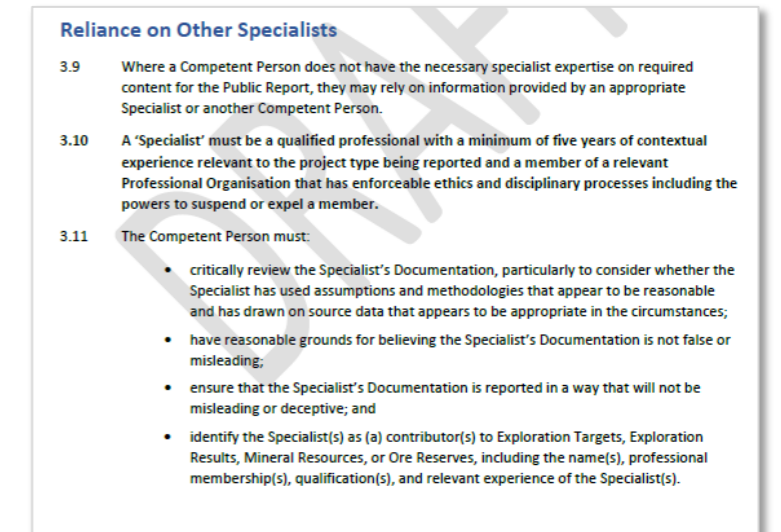 Reliance on Other Specialists
3.9 Where a Competent Person does not have the necessary specialist expertise on required
content for the Public Report, they may rely on information provided by an appropriate
Specialist or another Competent Person.
3.10 A ‘Specialist’ must be a qualified professional with a minimum of five years of contextual
experience relevant to the project type being reported and a member of a relevant
Professional Organisation that has enforceable ethics and disciplinary processes including the
powers to suspend or expel a member.
3.11 The Competent Person must:
• critically review the Specialist’s Documentation, particularly to consider whether the
Specialist has used assumptions and methodologies that appear to be reasonable
and has drawn on source data that appears to be appropriate in the circumstances;
• have reasonable grounds for believing the Specialist’s Documentation is not false or
misleading;
• ensure that the Specialist’s Documentation is reported in a way that will not be
misleading or deceptive; and
• identify the Specialist(s) as (a) contributor(s) to Exploration Targets, Exploration
Results, Mineral Resources, or Ore Reserves, including the name(s), professional
membership(s), qualification(s), and relevant experience of the Specialist(s).
DRAFT